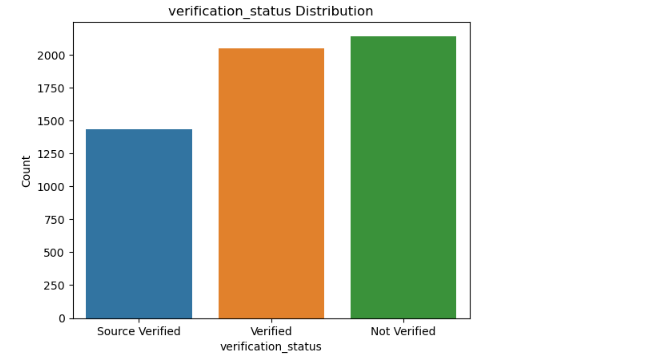 verification_status Distribution
2000
1750
1500
1250
1000
750
500
250
0
Count
Source Verified Verified Not Verified
verification_status